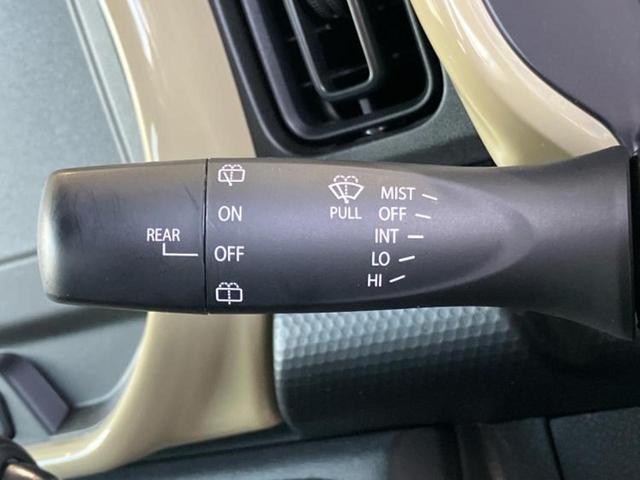 REAR
ON
OFF
PULL
MIST
OFF
INT
LO
HI